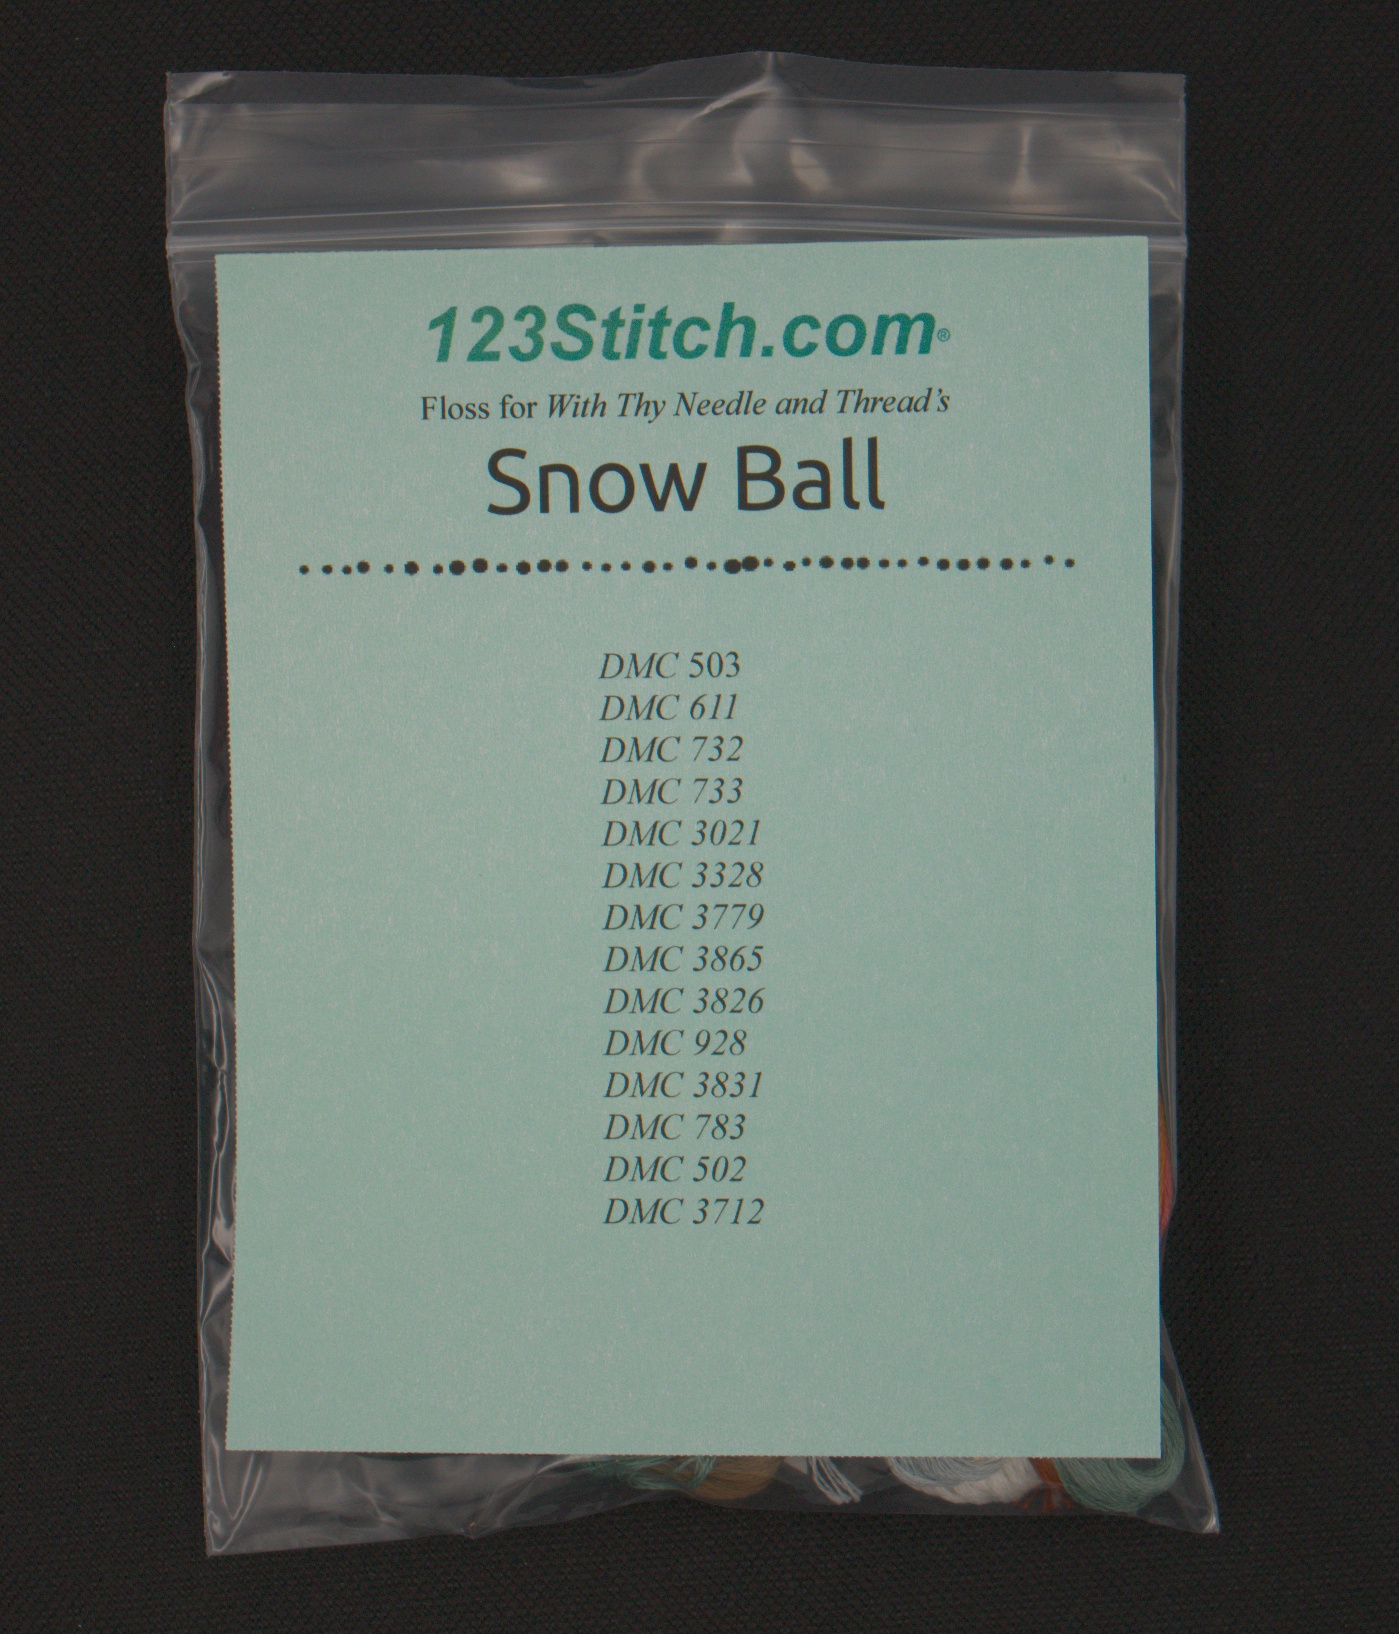 123Stitch.com®
Floss for With Thy Needle and Thread's
Snow Ball
DMC 503
DMC 611
DMC 732
DMC 733
DMC 3021
DMC 3328
DMC 3779
DMC 3865
DMC 3826
DMC 928
DMC 3831
DMC 783
DMC 502
DMC 3712